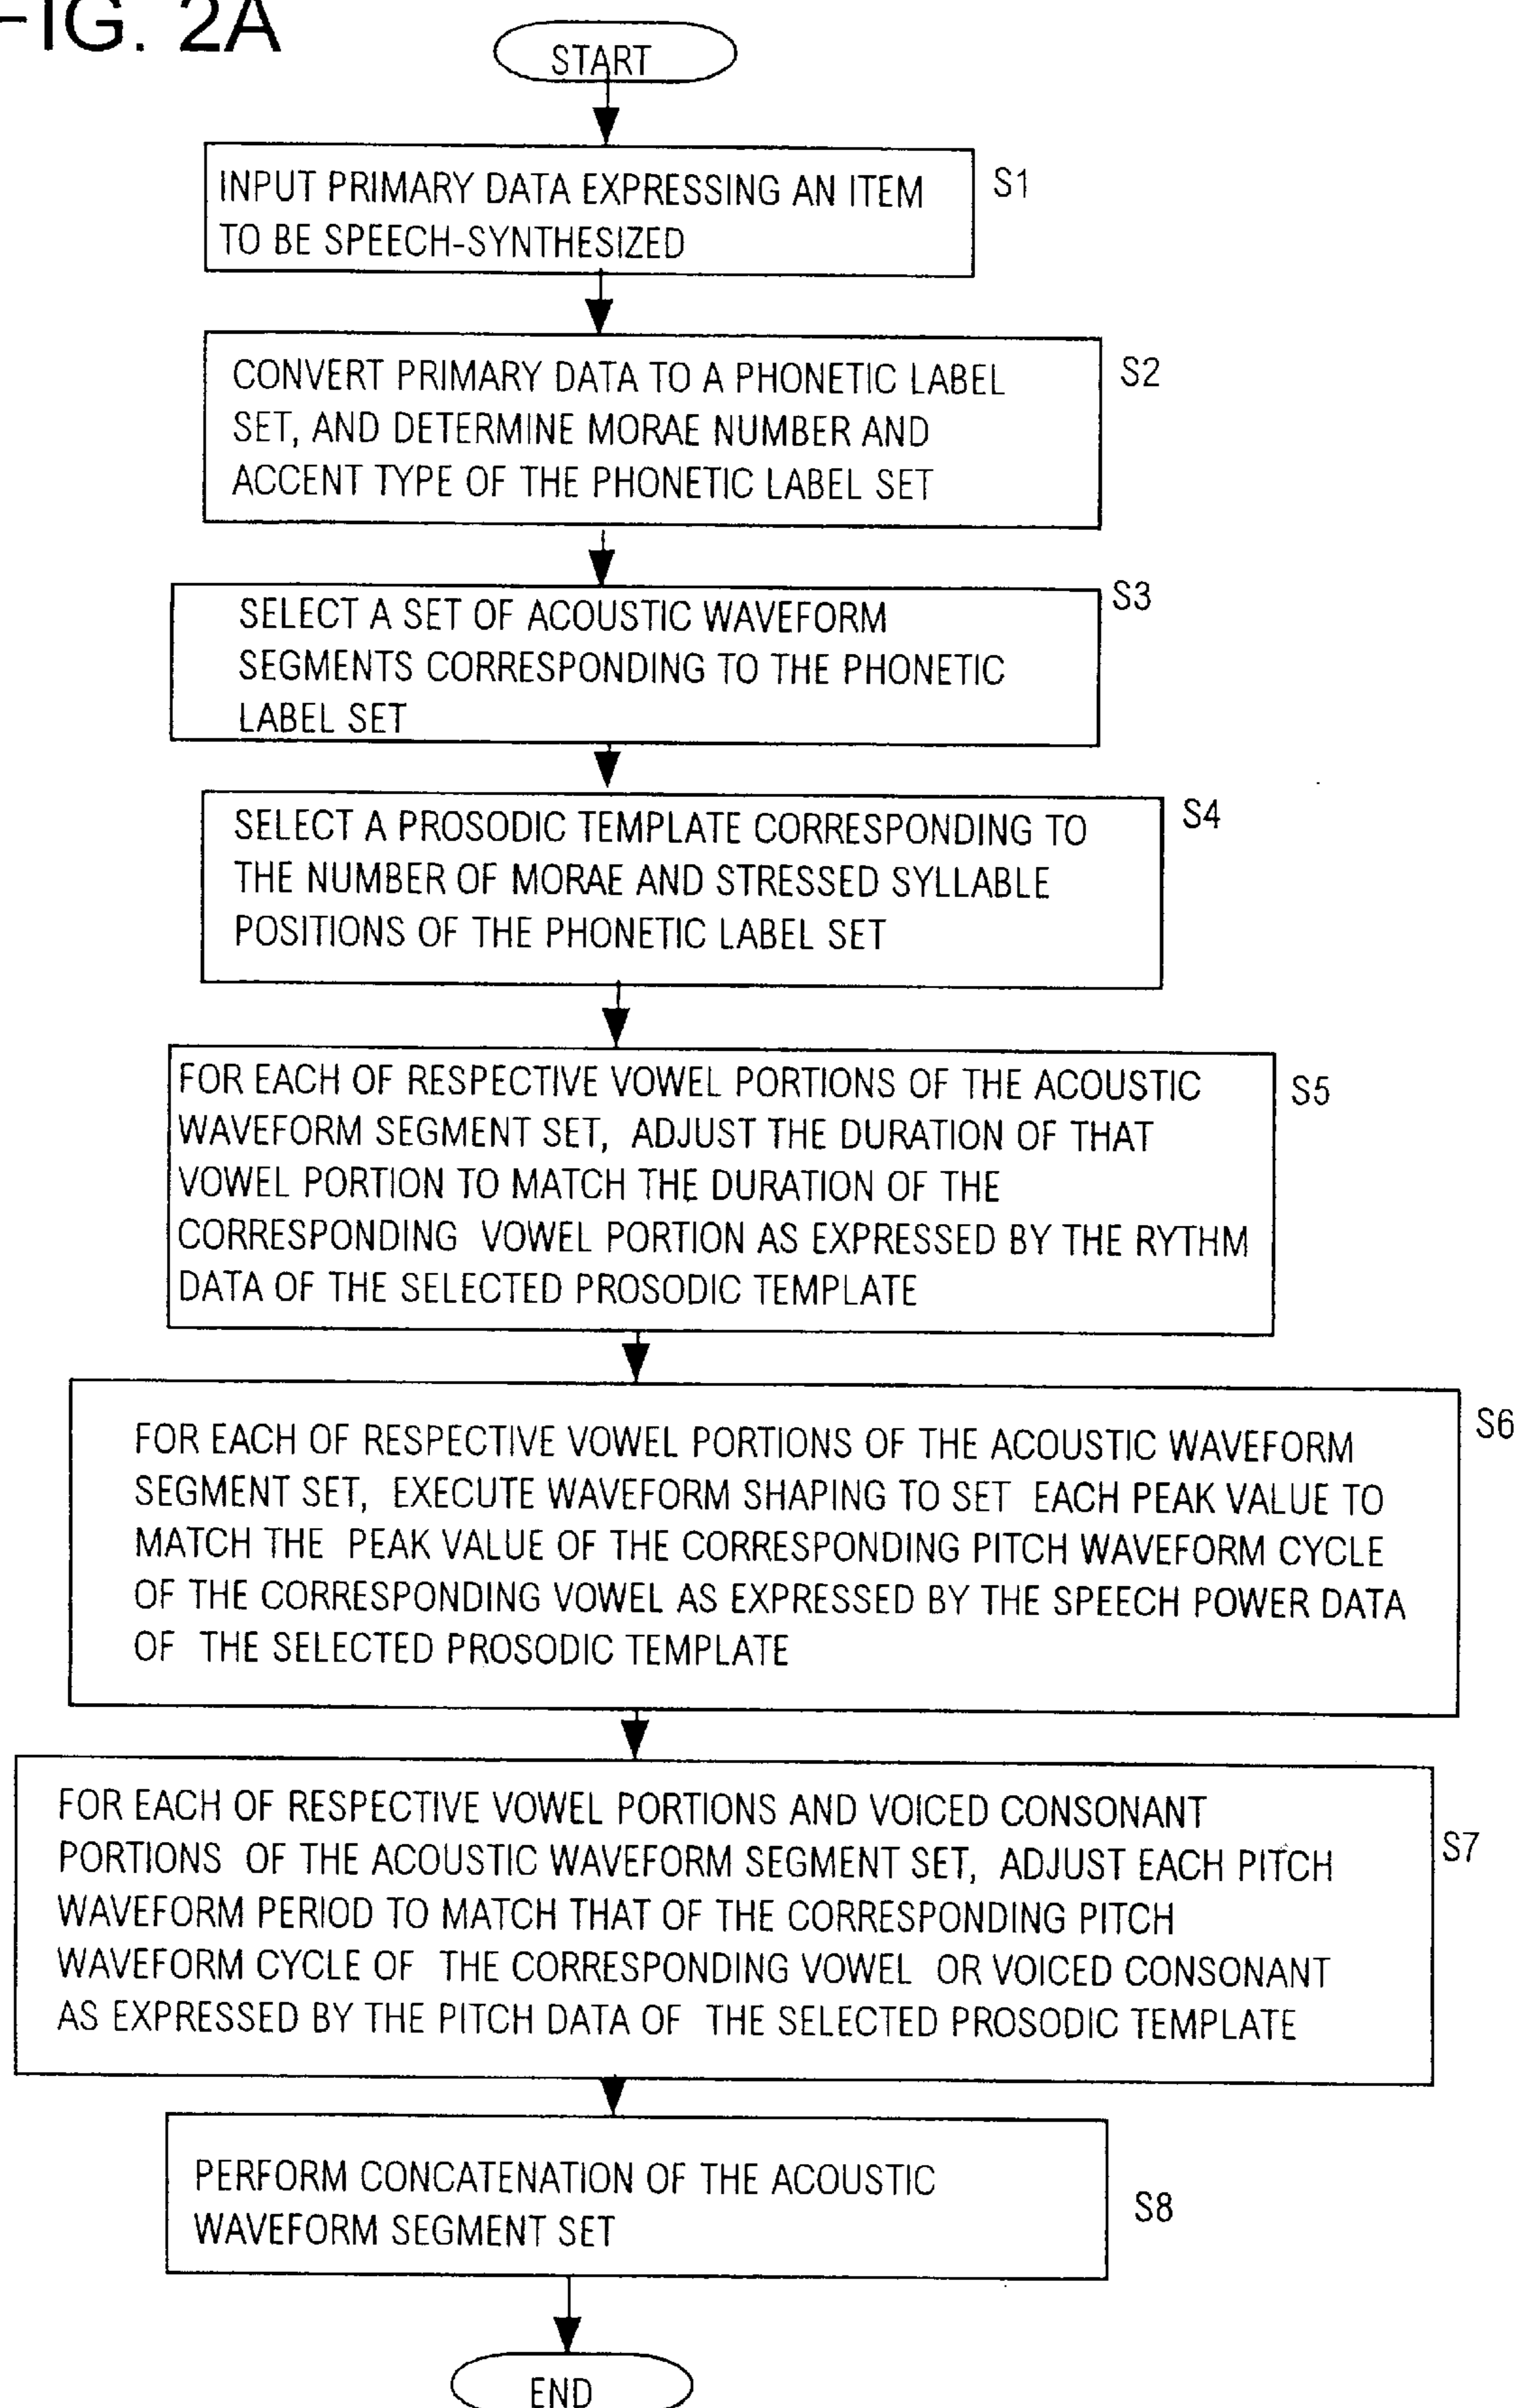 FIG. 2A
START
INPUT PRIMARY DATA EXPRESSING AN ITEM
TO BE SPEECH-SYNTHESIZED
S1
CONVERT PRIMARY DATA TO A PHONETIC LABEL
SET, AND DETERMINE MORAE NUMBER AND
ACCENT TYPE OF THE PHONETIC LABEL SET
S2
SELECT A SET OF ACOUSTIC WAVEFORM
SEGMENTS CORRESPONDING TO THE PHONETIC
LABEL SET
S3
SELECT A PROSODIC TEMPLATE CORRESPONDING TO
THE NUMBER OF MORAE AND STRESSED SYLLABLE
POSITIONS OF THE PHONETIC LABEL SET
S4
FOR EACH OF RESPECTIVE VOWEL PORTIONS OF THE ACOUSTIC
WAVEFORM SEGMENT SET, ADJUST THE DURATION OF THAT
VOWEL PORTION TO MATCH THE DURATION OF THE
CORRESPONDING VOWEL PORTION AS EXPRESSED BY THE RYTHM
DATA OF THE SELECTED PROSODIC TEMPLATE
S5
FOR EACH OF RESPECTIVE VOWEL PORTIONS OF THE ACOUSTIC WAVEFORM
SEGMENT SET, EXECUTE WAVEFORM SHAPING TO SET EACH PEAK VALUE TO
MATCH THE PEAK VALUE OF THE CORRESPONDING PITCH WAVEFORM CYCLE
OF THE CORRESPONDING VOWEL AS EXPRESSED BY THE SPEECH POWER DATA
OF THE SELECTED PROSODIC TEMPLATE
S6
FOR EACH OF RESPECTIVE VOWEL PORTIONS AND VOICED CONSONANT
PORTIONS OF THE ACOUSTIC WAVEFORM SEGMENT SET, ADJUST EACH PITCH
WAVEFORM PERIOD TO MATCH THAT OF THE CORRESPONDING PITCH
WAVEFORM CYCLE OF THE CORRESPONDING VOWEL OR VOICED CONSONANT
AS EXPRESSED BY THE PITCH DATA OF THE SELECTED PROSODIC TEMPLATE
S7
PERFORM CONCATENATION OF THE ACOUSTIC
WAVEFORM SEGMENT SET
S8
END